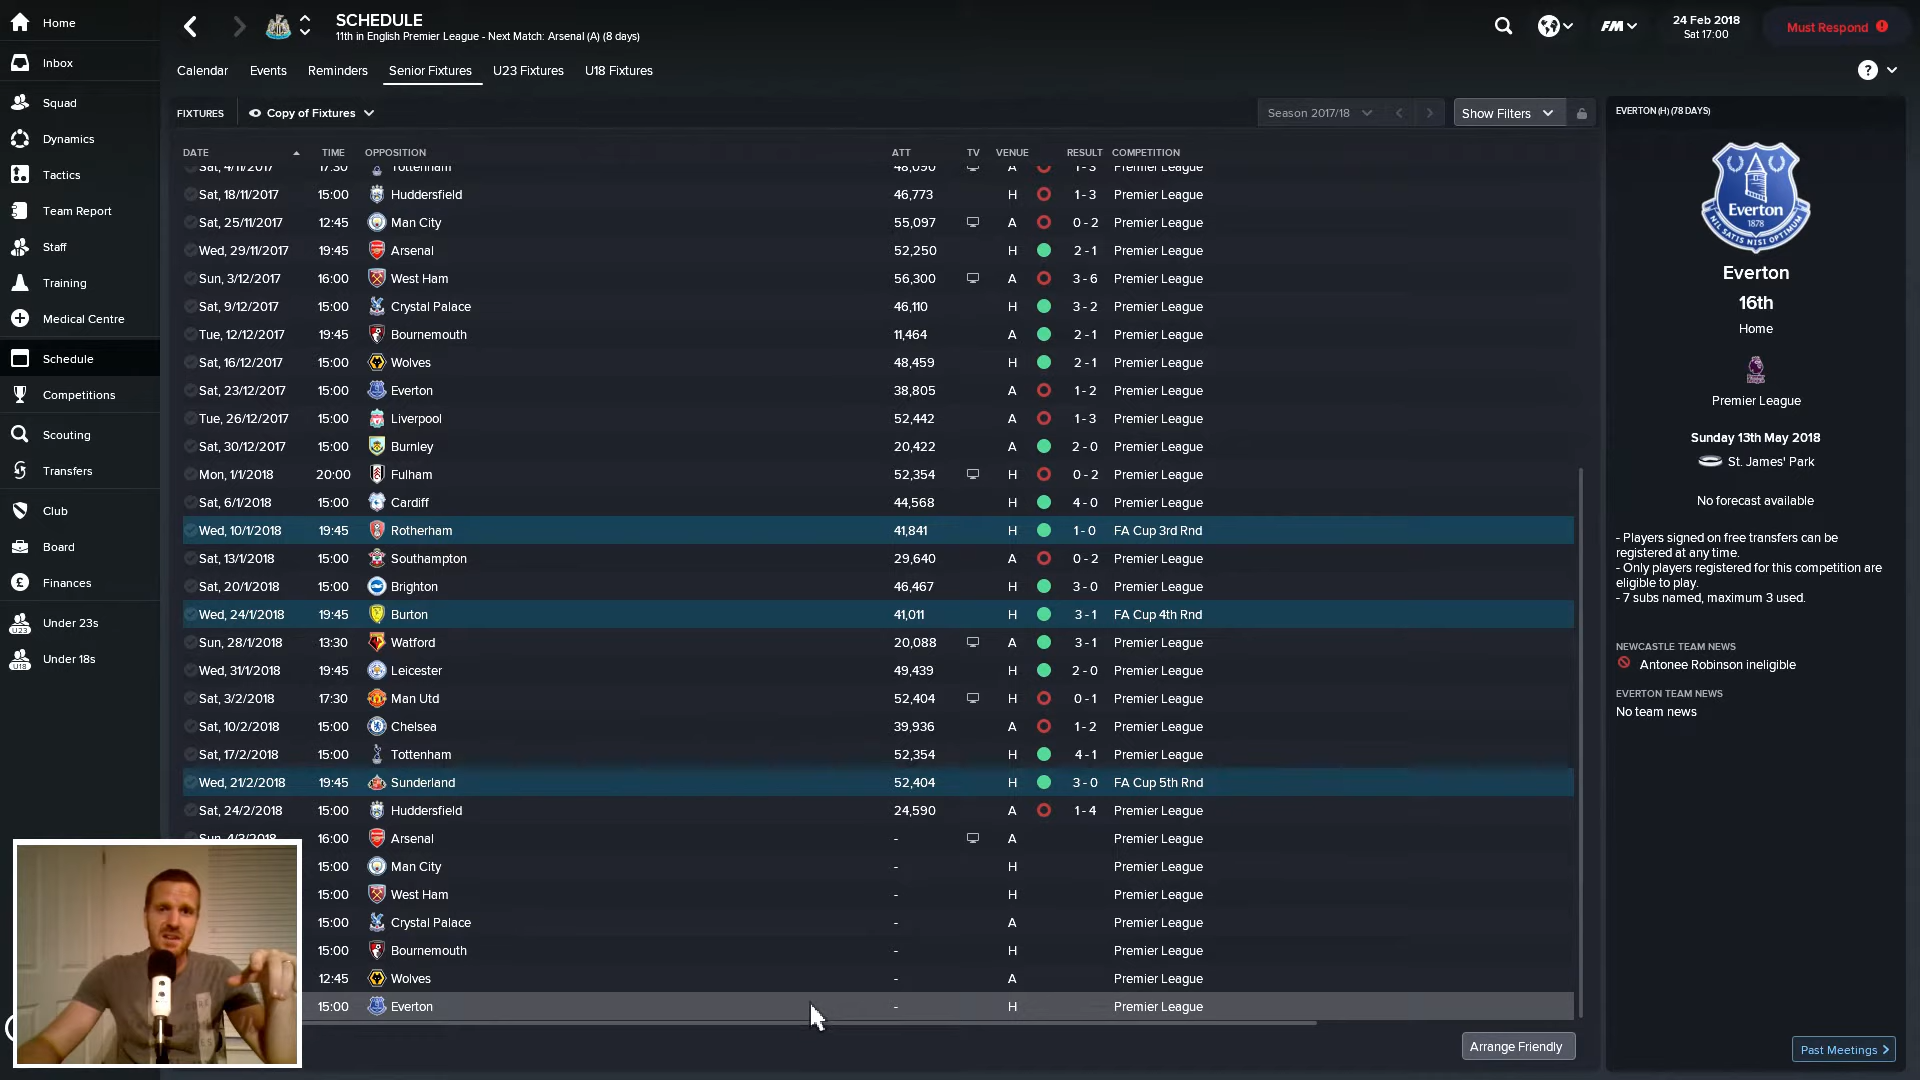 Home
Inbox
Squad
Dynamics
Tactics
Team Report
Staff
Training
Medical Centre
Schedule
Competitions
Scouting
Transfers
Club
Board
Finances
Under 23s
Under 18s
SCHEDULE
11th in English Premier League - Next Match: Arsenal (A) (8 days)
FM
24 Feb 2018
Sat 17:00
Must Respond
Calendar Events Reminders Senior Fixtures U23 Fixtures U18 Fixtures
FIXTURES Copy of Fixtures Season 2017/18 Show Filters
DATE TIME OPPOSITION ATT TV VENUE RESULT COMPETITION
Sat, 4/11/2017 17:30 Tottenham 48,090 A 1 - 3 Premier League
Sat, 18/11/2017 15:00 Huddersfield 46,773 H 1 - 3 Premier League
Sat, 25/11/2017 12:45 Man City 55,097 A 0 - 2 Premier League
Wed, 29/11/2017 19:45 Arsenal 52,250 H 2 - 1 Premier League
Sun, 3/12/2017 16:00 West Ham 56,300 A 3 - 6 Premier League
Sat, 9/12/2017 15:00 Crystal Palace 46,110 H 3 - 2 Premier League
Tue, 12/12/2017 19:45 Bournemouth 11,464 A 2 - 1 Premier League
Sat, 16/12/2017 15:00 Wolves 48,459 H 2 - 1 Premier League
Sat, 23/12/2017 15:00 Everton 38,805 A 1 - 2 Premier League
Tue, 26/12/2017 15:00 Liverpool 52,442 A 1 - 3 Premier League
Sat, 30/12/2017 15:00 Burnley 20,422 A 2 - 0 Premier League
Mon, 1/1/2018 20:00 Fulham 52,354 H 0 - 2 Premier League
Sat, 6/1/2018 15:00 Cardiff 44,568 H 4 - 0 Premier League
Wed, 10/1/2018 19:45 Rotherham 41,841 H 1 - 0 FA Cup 3rd Rnd
Sat, 13/1/2018 15:00 Southampton 29,640 A 0 - 2 Premier League
Sat, 20/1/2018 15:00 Brighton 46,467 H 3 - 0 Premier League
Wed, 24/1/2018 19:45 Burton 41,011 H 3 - 1 FA Cup 4th Rnd
Sun, 28/1/2018 13:30 Watford 20,088 A 3 - 1 Premier League
Wed, 31/1/2018 19:45 Leicester 49,439 H 2 - 0 Premier League
Sat, 3/2/2018 17:30 Man Utd 52,404 H 0 - 1 Premier League
Sat, 10/2/2018 15:00 Chelsea 39,936 A 1 - 2 Premier League
Sat, 17/2/2018 15:00 Tottenham 52,354 H 4 - 1 Premier League
Wed, 21/2/2018 19:45 Sunderland 52,404 H 3 - 0 FA Cup 5th Rnd
Sat, 24/2/2018 15:00 Huddersfield 24,590 A 1 - 4 Premier League
Sun, 4/3/2018 16:00 Arsenal - A Premier League
15:00 Man City - H Premier League
15:00 West Ham - H Premier League
15:00 Crystal Palace - A Premier League
15:00 Bournemouth - H Premier League
12:45 Wolves - A Premier League
15:00 Everton - H Premier League
Arrange Friendly
EVERTON (H) (78 DAYS)
Everton
1878
NIL SATIS NISI OPTIMUM
Everton
16th
Home
Premier League
Sunday 13th May 2018
St. James' Park
No forecast available
- Players signed on free transfers can be
registered at any time.
- Only players registered for this competition are
eligible to play.
- 7 subs named, maximum 3 used.
NEWCASTLE TEAM NEWS
Antonee Robinson ineligible
EVERTON TEAM NEWS
No team news
Past Meetings